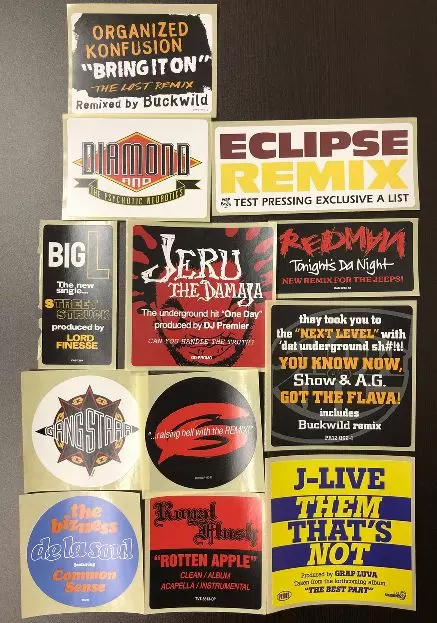 ORGANIZED
KONFUSION
"BRING IT ON"
-THE LOST REMIX
Remixed by Buckwild
DIAMOND
AND
THE PSYCHOTIC NEUROTICS
ECLIPSE
REMIX
TEST PRESSING EXCLUSIVE A LIST
BIG L
The new
single...
STREET
STRUCK
produced by
LORD
FINESSE
JERU
THE DAMAJA
The underground hit "One Day"
produced by DJ Premier
CAN YOU HANDLE THE TRUTH?
REDMAN
Tonight's Da Night
NEW REMIX FOR THE JEEPS!
they took you to
the "NEXT LEVEL" with
'dat underground sh#!t!
YOU KNOW NOW,
Show & A.G.
GOT THE FLAVA!
includes
Buckwild remix
GANG STARR
"...raising hell with the REMIX!"
the
bizness
de la soul
featuring
Common
Sense
Royal
Flush
"ROTTEN APPLE"
CLEAN / ALBUM
ACAPELLA / INSTRUMENTAL
J-LIVE
THEM
THAT'S
NOT
Produced by GRAP LUVA
Taken from the forthcoming album
"THE BEST PART"